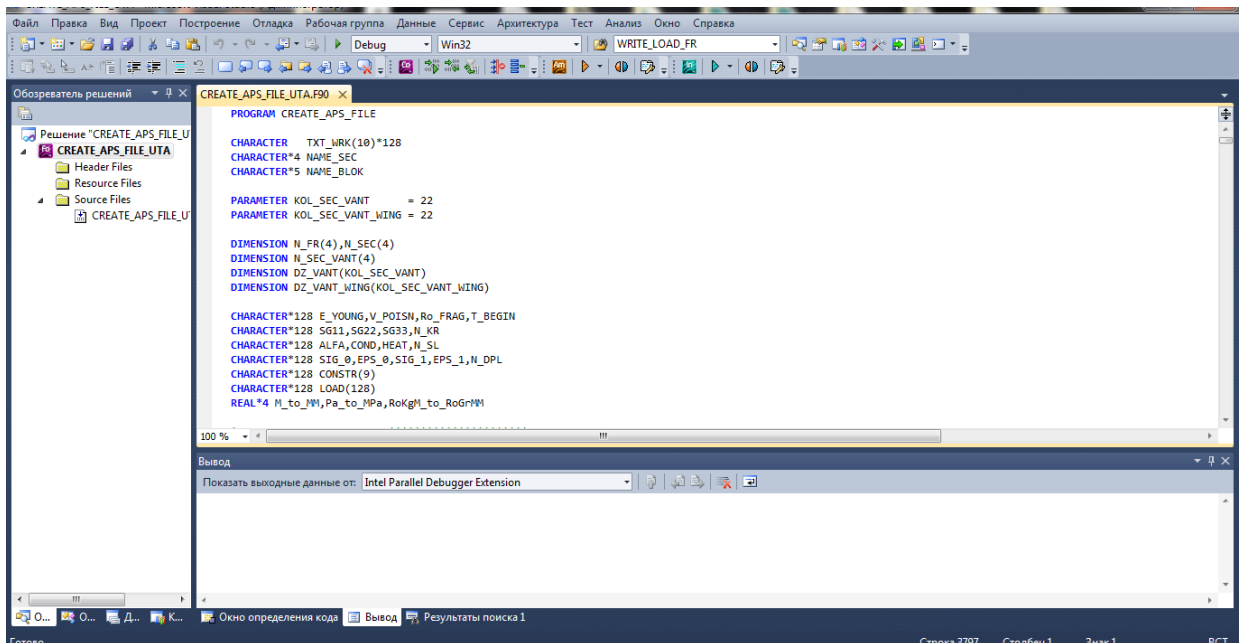 Файл Правка Вид Проект Построение Отладка Рабочая группа Данные Сервис Архитектура Тест Анализ Окно Справка
Debug Win32 WRITE_LOAD_FR
Обозреватель решений
CREATE_APS_FILE_UTA.F90
Решение "CREATE_APS_FILE_U
CREATE_APS_FILE_UTA
Header Files
Resource Files
Source Files
CREATE_APS_FILE_U
PROGRAM CREATE_APS_FILE
CHARACTER TXT_WRK(10)*128
CHARACTER*4 NAME_SEC
CHARACTER*5 NAME_BLOK
PARAMETER KOL_SEC_VANT = 22
PARAMETER KOL_SEC_VANT_WING = 22
DIMENSION N_FR(4),N_SEC(4)
DIMENSION N_SEC_VANT(4)
DIMENSION DZ_VANT(KOL_SEC_VANT)
DIMENSION DZ_VANT_WING(KOL_SEC_VANT_WING)
CHARACTER*128 E_YOUNG,V_POISN,Ro_FRAG,T_BEGIN
CHARACTER*128 SG11,SG22,SG33,N_KR
CHARACTER*128 ALFA,COND,HEAT,N_SL
CHARACTER*128 SIG_0,EPS_0,SIG_1,EPS_1,N_DPL
CHARACTER*128 CONSTR(9)
CHARACTER*128 LOAD(128)
REAL*4 M_to_MM,Pa_to_MPa,RoKgM_to_RoGrMM
100 %
Вывод
Показать выходные данные от: Intel Parallel Debugger Extension
О... О... Д... К... Окно определения кода Вывод Результаты поиска 1
Готово Строка 3797 Столбец 1 Знак 1 ВСТ